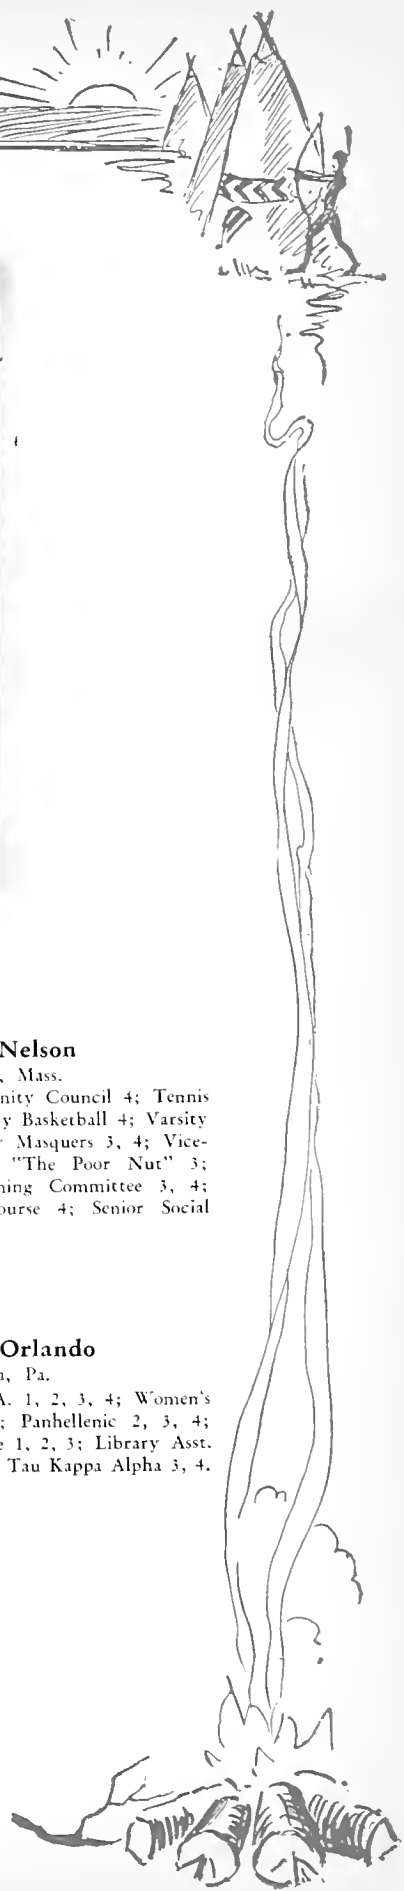 Nelson
, Mass.
nity Council 4; Tennis
y Basketball 4; Varsity
Masquers 3, 4; Vice-
"The Poor Nut" 3;
ning Committee 3, 4;
ourse 4; Senior Social
Orlando
a, Pa.
A. 1, 2, 3, 4; Women's
; Panhellenic 2, 3, 4;
e 1, 2, 3; Library Asst.
Tau Kappa Alpha 3, 4.